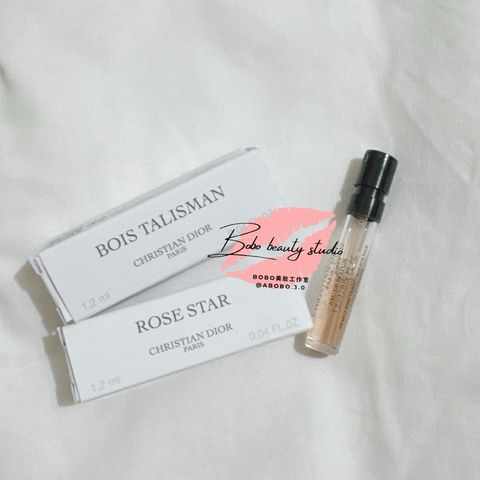 BOIS TALISMAN
CHRISTIAN DIOR
PARIS
1.2 ml
ROSE STAR
CHRISTIAN DIOR
PARIS
1.2 ml
0.04 FL.OZ
Bobo beauty studio
BOBO美妝工作室
@ABOBO.3.0